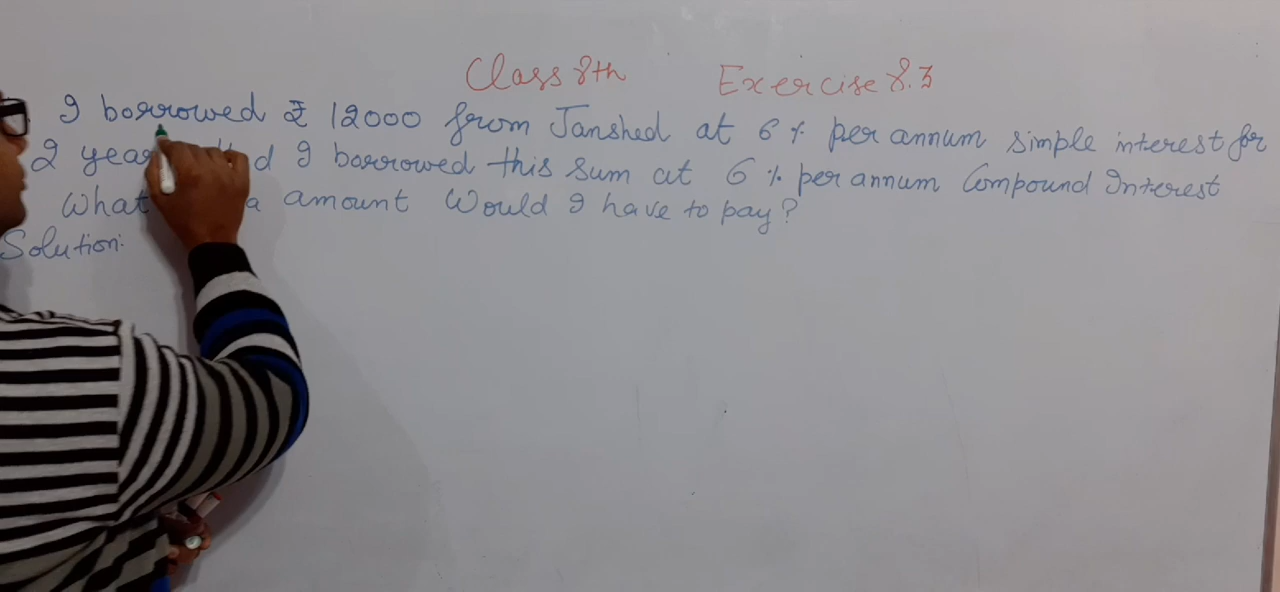 Class 8th Exercise 8.3
I borrowed ₹ 12000 from Jamshed at 6 % per annum simple interest for
2 I borrowed this sum at 6 % per annum Compound Interest
What a amount Would I have to pay?
Solution: